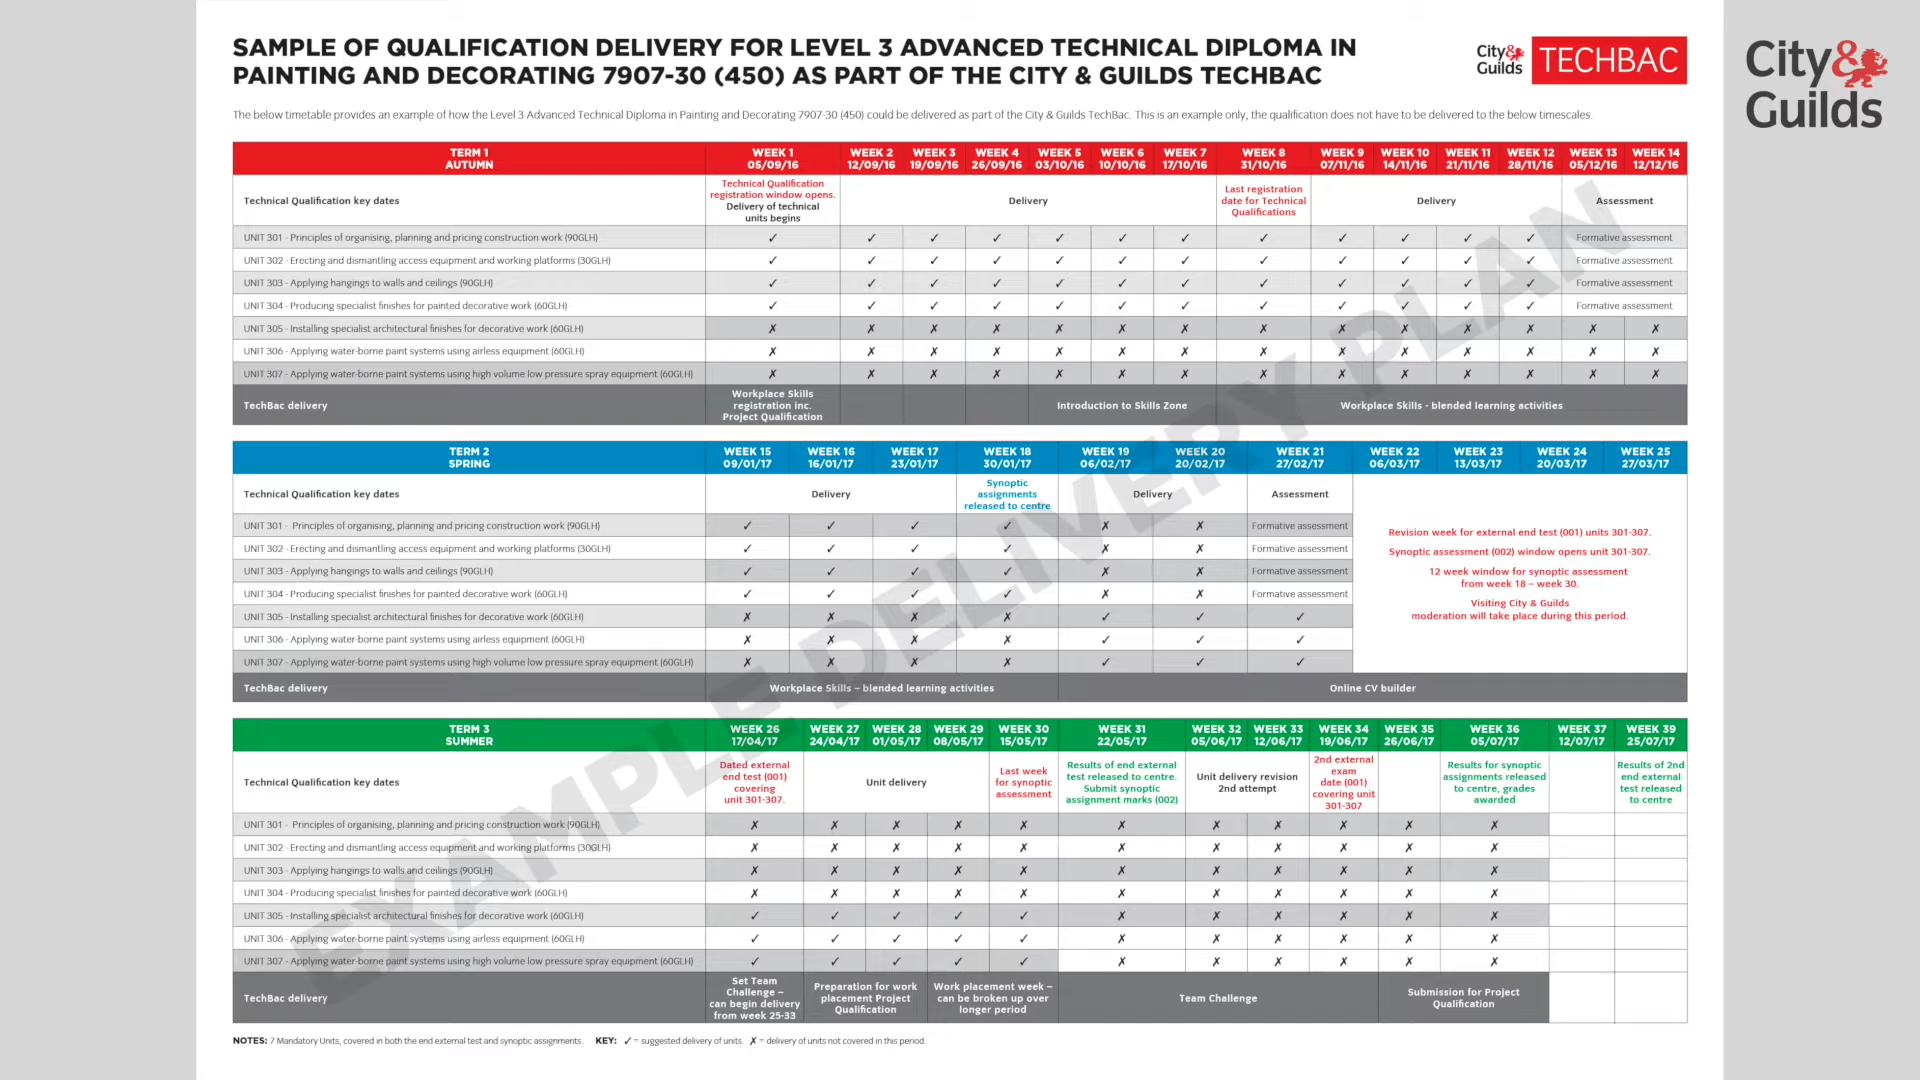 SAMPLE OF QUALIFICATION DELIVERY FOR LEVEL 3 ADVANCED TECHNICAL DIPLOMA IN
PAINTING AND DECORATING 7907-30 (450) AS PART OF THE CITY & GUILDS TECHBAC
City& Guilds TECHBAC
City&
Guilds
The below timetable provides an example of how the Level 3 Advanced Technical Diploma in Painting and Decorating 7907-30 (450) could be delivered as part of the City & Guilds TechBac. This is an example only, the qualification does not have to be delivered to the below timescales.
TERM 1 AUTUMN WEEK 1 05/09/16 WEEK 2 12/09/16 WEEK 3 19/09/16 WEEK 4 26/09/16 WEEK 5 03/10/16 WEEK 6 10/10/16 WEEK 7 17/10/16 WEEK 8 31/10/16 WEEK 9 07/11/16 WEEK 10 14/11/16 WEEK 11 21/11/16 WEEK 12 28/11/16 WEEK 13 05/12/16 WEEK 14 12/12/16
Technical Qualification key dates Technical Qualification registration window opens. Delivery of technical units begins Delivery Last registration date for Technical Qualifications Delivery Assessment
UNIT 301 - Principles of organising, planning and pricing construction work (90GLH) ✓ ✓ ✓ ✓ ✓ ✓ ✓ ✓ ✓ ✓ ✓ ✓ Formative assessment
UNIT 302 - Erecting and dismantling access equipment and working platforms (30GLH) ✓ ✓ ✓ ✓ ✓ ✓ ✓ ✓ ✓ ✓ ✓ ✓ Formative assessment
UNIT 303 - Applying hangings to walls and ceilings (90GLH) ✓ ✓ ✓ ✓ ✓ ✓ ✓ ✓ ✓ ✓ ✓ ✓ Formative assessment
UNIT 304 - Producing specialist finishes for painted decorative work (60GLH) ✓ ✓ ✓ ✓ ✓ ✓ ✓ ✓ ✓ ✓ ✓ ✓ Formative assessment
UNIT 305 - Installing specialist architectural finishes for decorative work (60GLH) ✗ ✗ ✗ ✗ ✗ ✗ ✗ ✗ ✗ ✗ ✗ ✗ ✗ ✗
UNIT 306 - Applying water-borne paint systems using airless equipment (60GLH) ✗ ✗ ✗ ✗ ✗ ✗ ✗ ✗ ✗ ✗ ✗ ✗ ✗ ✗
UNIT 307 - Applying water-borne paint systems using high volume low pressure spray equipment (60GLH) ✗ ✗ ✗ ✗ ✗ ✗ ✗ ✗ ✗ ✗ ✗ ✗ ✗ ✗
TechBac delivery Workplace Skills registration inc. Project Qualification Introduction to Skills Zone Workplace Skills - blended learning activities
TERM 2 SPRING WEEK 15 09/01/17 WEEK 16 16/01/17 WEEK 17 23/01/17 WEEK 18 30/01/17 WEEK 19 06/02/17 WEEK 20 20/02/17 WEEK 21 27/02/17 WEEK 22 06/03/17 WEEK 23 13/03/17 WEEK 24 20/03/17 WEEK 25 27/03/17
Technical Qualification key dates Delivery Synoptic assignments released to centre Delivery Assessment
UNIT 301 - Principles of organising, planning and pricing construction work (90GLH) ✓ ✓ ✓ ✓ ✗ ✗ Formative assessment
UNIT 302 - Erecting and dismantling access equipment and working platforms (30GLH) ✓ ✓ ✓ ✓ ✗ ✗ Formative assessment
UNIT 303 - Applying hangings to walls and ceilings (90GLH) ✓ ✓ ✓ ✓ ✗ ✗ Formative assessment
UNIT 304 - Producing specialist finishes for painted decorative work (60GLH) ✓ ✓ ✓ ✓ ✗ ✗ Formative assessment
UNIT 305 - Installing specialist architectural finishes for decorative work (60GLH) ✗ ✗ ✗ ✗ ✓ ✓ ✓
UNIT 306 - Applying water-borne paint systems using airless equipment (60GLH) ✗ ✗ ✗ ✗ ✓ ✓ ✓
UNIT 307 - Applying water-borne paint systems using high volume low pressure spray equipment (60GLH) ✗ ✗ ✗ ✗ ✓ ✓ ✓
Revision week for external end test (001) units 301-307.
Synoptic assessment (002) window opens unit 301-307.
12 week window for synoptic assessment
from week 18 – week 30.
Visiting City & Guilds
moderation will take place during this period.
TechBac delivery Workplace Skills – blended learning activities Online CV builder
TERM 3 SUMMER WEEK 26 17/04/17 WEEK 27 24/04/17 WEEK 28 01/05/17 WEEK 29 08/05/17 WEEK 30 15/05/17 WEEK 31 22/05/17 WEEK 32 05/06/17 WEEK 33 12/06/17 WEEK 34 19/06/17 WEEK 35 26/06/17 WEEK 36 05/07/17 WEEK 37 12/07/17 WEEK 39 25/07/17
Technical Qualification key dates Dated external end test (001) covering unit 301-307. Unit delivery Last week for synoptic assessment Results of end external test released to centre. Submit synoptic assignment marks (002) Unit delivery revision 2nd attempt 2nd external exam date (001) covering unit 301-307 Results for synoptic assignments released to centre, grades awarded Results of 2nd end external test released to centre
UNIT 301 - Principles of organising, planning and pricing construction work (90GLH) ✗ ✗ ✗ ✗ ✗ ✗ ✗ ✗ ✗ ✗ ✗
UNIT 302 - Erecting and dismantling access equipment and working platforms (30GLH) ✗ ✗ ✗ ✗ ✗ ✗ ✗ ✗ ✗ ✗ ✗
UNIT 303 - Applying hangings to walls and ceilings (90GLH) ✗ ✗ ✗ ✗ ✗ ✗ ✗ ✗ ✗ ✗ ✗
UNIT 304 - Producing specialist finishes for painted decorative work (60GLH) ✗ ✗ ✗ ✗ ✗ ✗ ✗ ✗ ✗ ✗ ✗
UNIT 305 - Installing specialist architectural finishes for decorative work (60GLH) ✓ ✓ ✓ ✓ ✓ ✗ ✗ ✗ ✗ ✗ ✗
UNIT 306 - Applying water-borne paint systems using airless equipment (60GLH) ✓ ✓ ✓ ✓ ✓ ✗ ✗ ✗ ✗ ✗ ✗
UNIT 307 - Applying water-borne paint systems using high volume low pressure spray equipment (60GLH) ✓ ✓ ✓ ✓ ✓ ✗ ✗ ✗ ✗ ✗ ✗
TechBac delivery Set Team Challenge – can begin delivery from week 25-33 Preparation for work placement Project Qualification Work placement week – can be broken up over longer period Team Challenge Submission for Project Qualification
NOTES: 7 Mandatory Units, covered in both the end external test and synoptic assignments. KEY: ✓ = suggested delivery of units. ✗ = delivery of units not covered in this period.
EXAMPLE DELIVERY PLAN